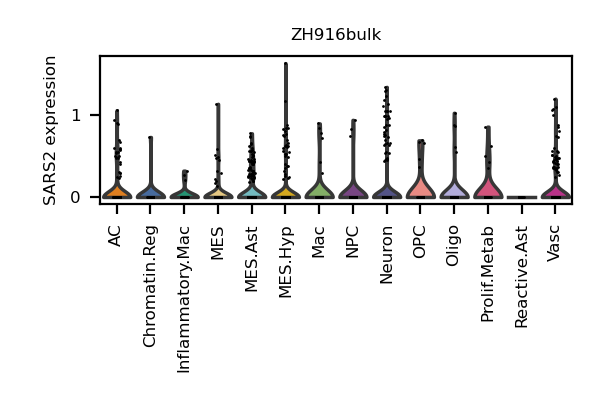 ZH916bulk
SARS2 expression
1
0
AC
Chromatin.Reg
Inflammatory.Mac
MES
MES.Ast
MES.Hyp
Mac
NPC
Neuron
OPC
Oligo
Prolif.Metab
Reactive.Ast
Vasc